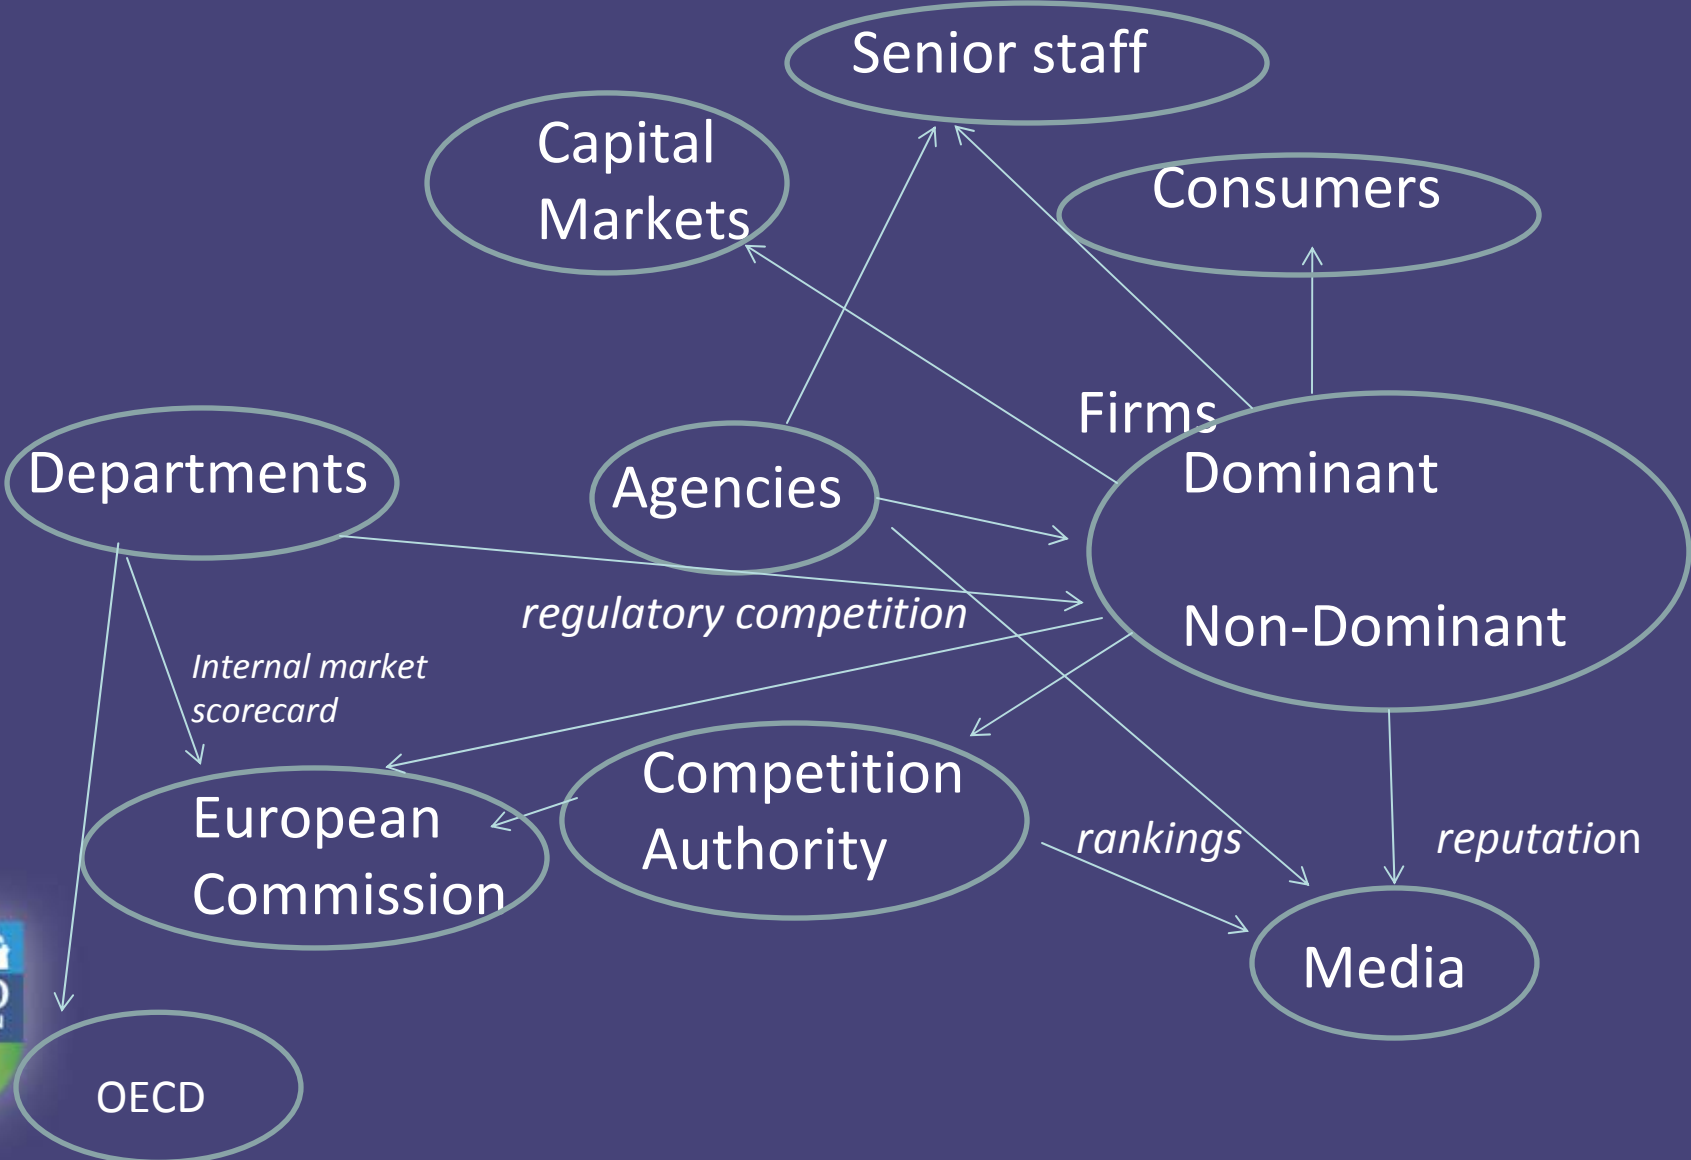 Senior staff
Capital
Markets
Consumers
Firms
Dominant
Departments
Agencies
regulatory competition
Non-Dominant
Internal market
scorecard
Competition
Authority
European
Commission
rankings
reputation
Media
OECD